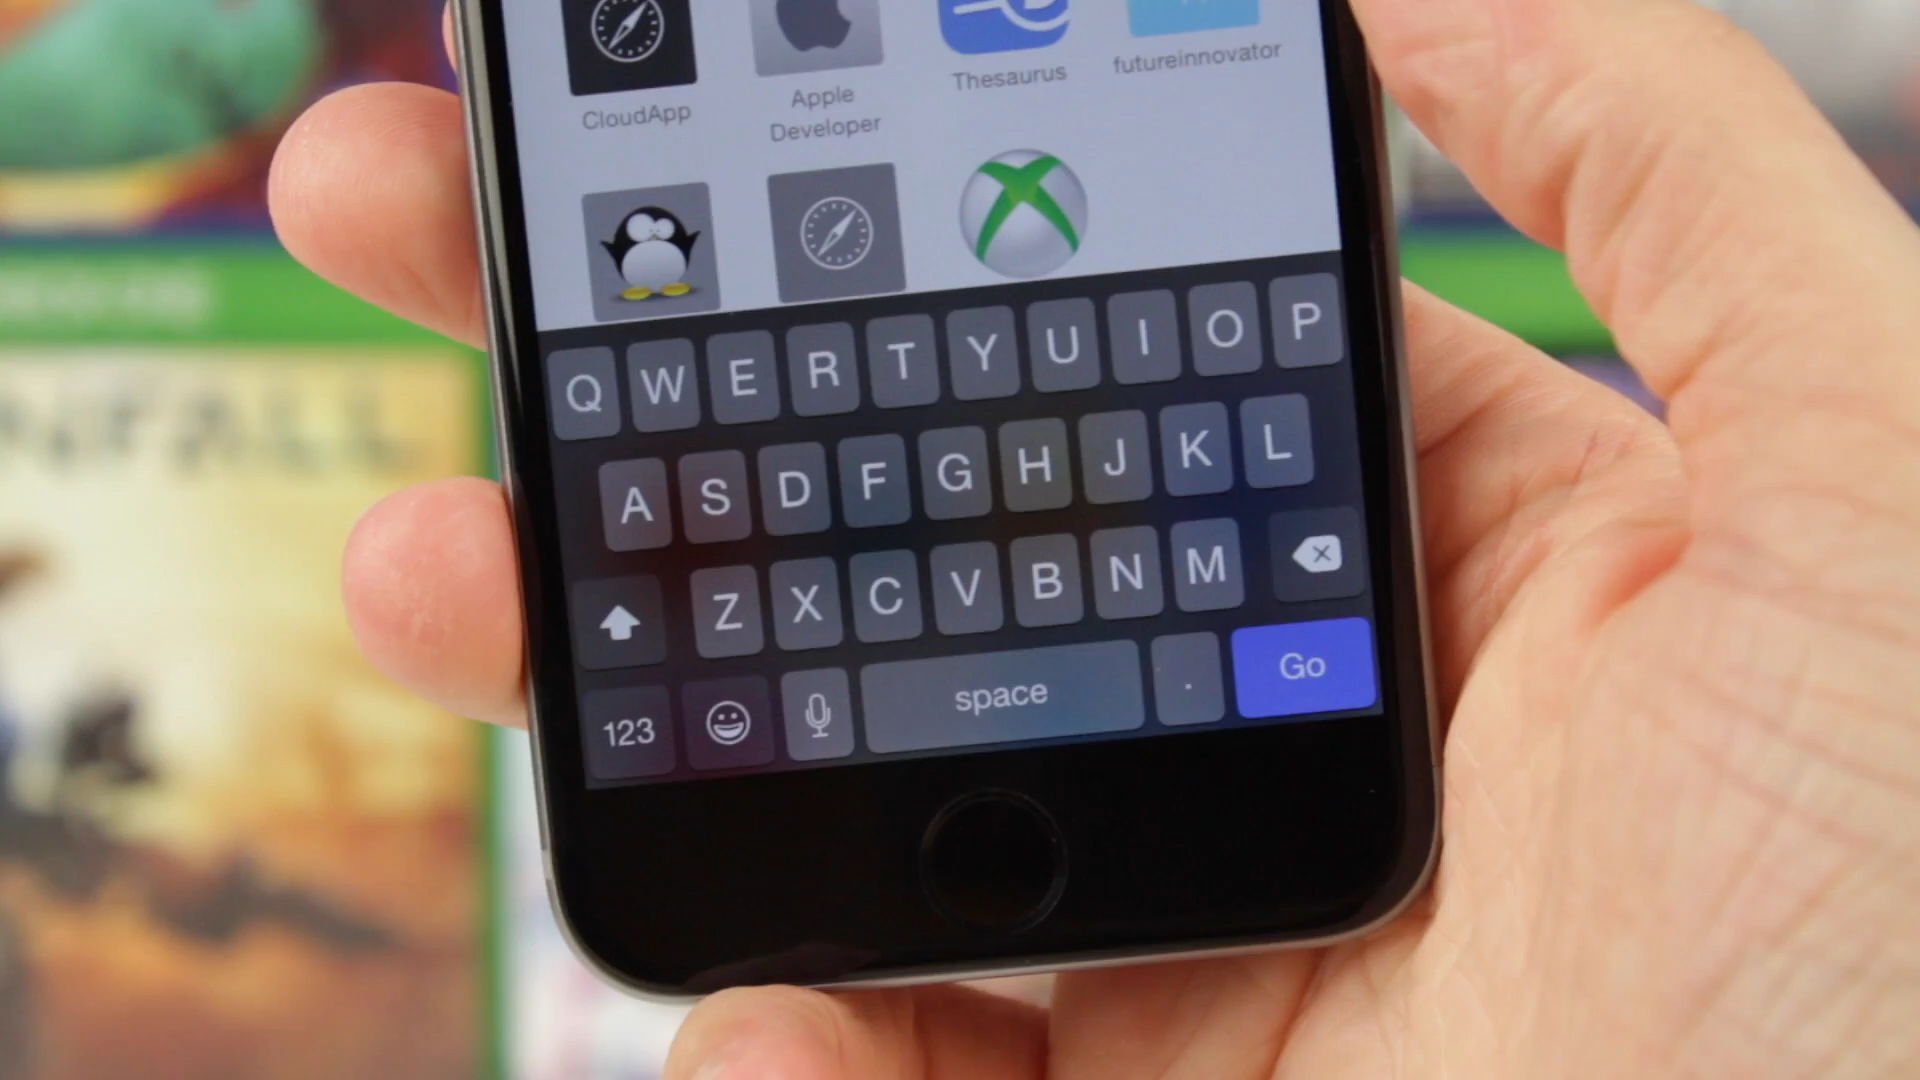 CloudApp
Apple
Developer
Thesaurus
futureinnovator
Q W E R T Y U I O P
A S D F G H J K L
Z X C V B N M
123
space
.
Go